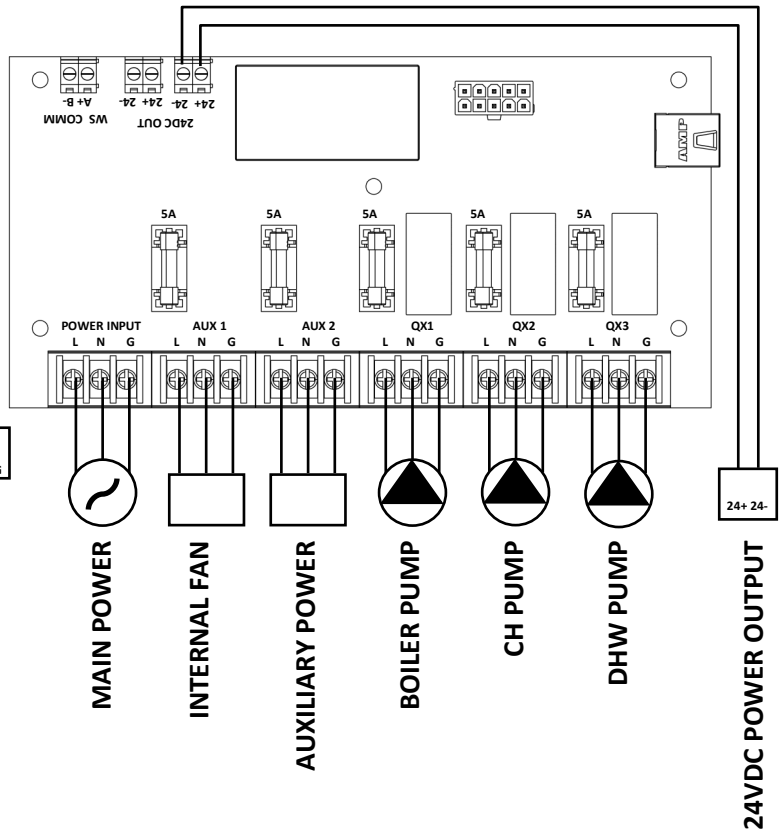 24+ 24- 24+ 24- A+ B-
24DC OUT WS COMM
AMP
5A 5A 5A 5A 5A
POWER INPUT AUX 1 AUX 2 QX1 QX2 QX3
L N G L N G L N G L N G L N G L N G
24+ 24-
MAIN POWER
INTERNAL FAN
AUXILIARY POWER
BOILER PUMP
CH PUMP
DHW PUMP
24VDC POWER OUTPUT